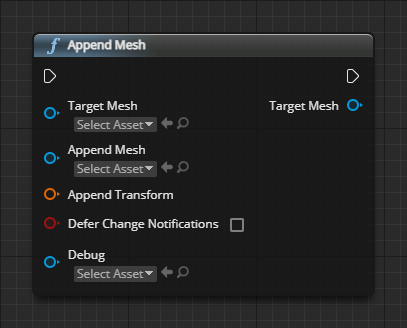 Append Mesh
Target Mesh
Target Mesh
Select Asset
Append Mesh
Select Asset
Append Transform
Defer Change Notifications
Debug
Select Asset